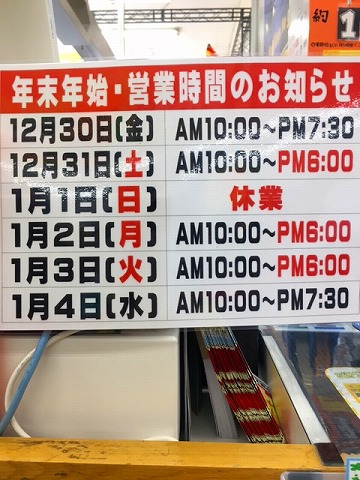 約1
年末年始・営業時間のお知らせ
12月30日(金) AM10:00~PM7:30
12月31日(土) AM10:00~PM6:00
1月1日(日) 休業
1月2日(月) AM10:00~PM6:00
1月3日(火) AM10:00~PM6:00
1月4日(水) AM10:00~PM7:30